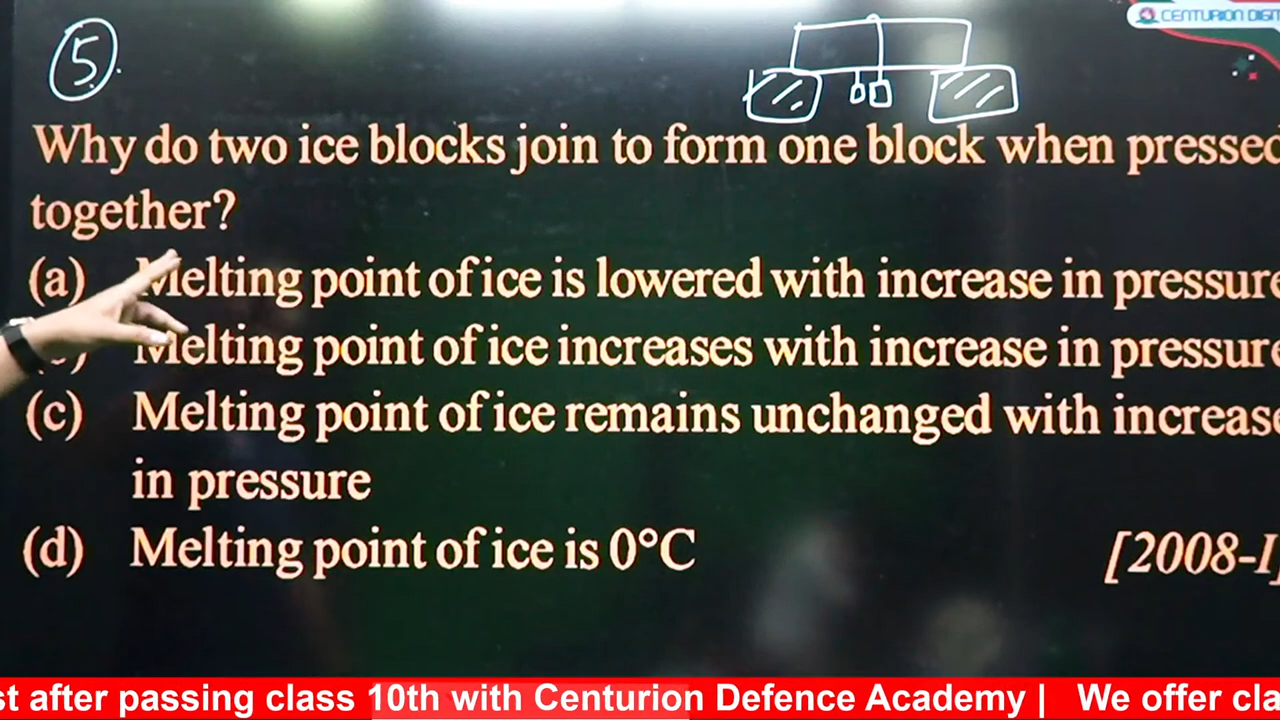 CENTURION DIGI
5.
Why do two ice blocks join to form one block when pressed
together?
(a) Melting point of ice is lowered with increase in pressure
Melting point of ice increases with increase in pressure
(c) Melting point of ice remains unchanged with increase
in pressure
(d) Melting point of ice is 0°C
[2008-I]
st after passing class 10th with Centurion Defence Academy | We offer cla